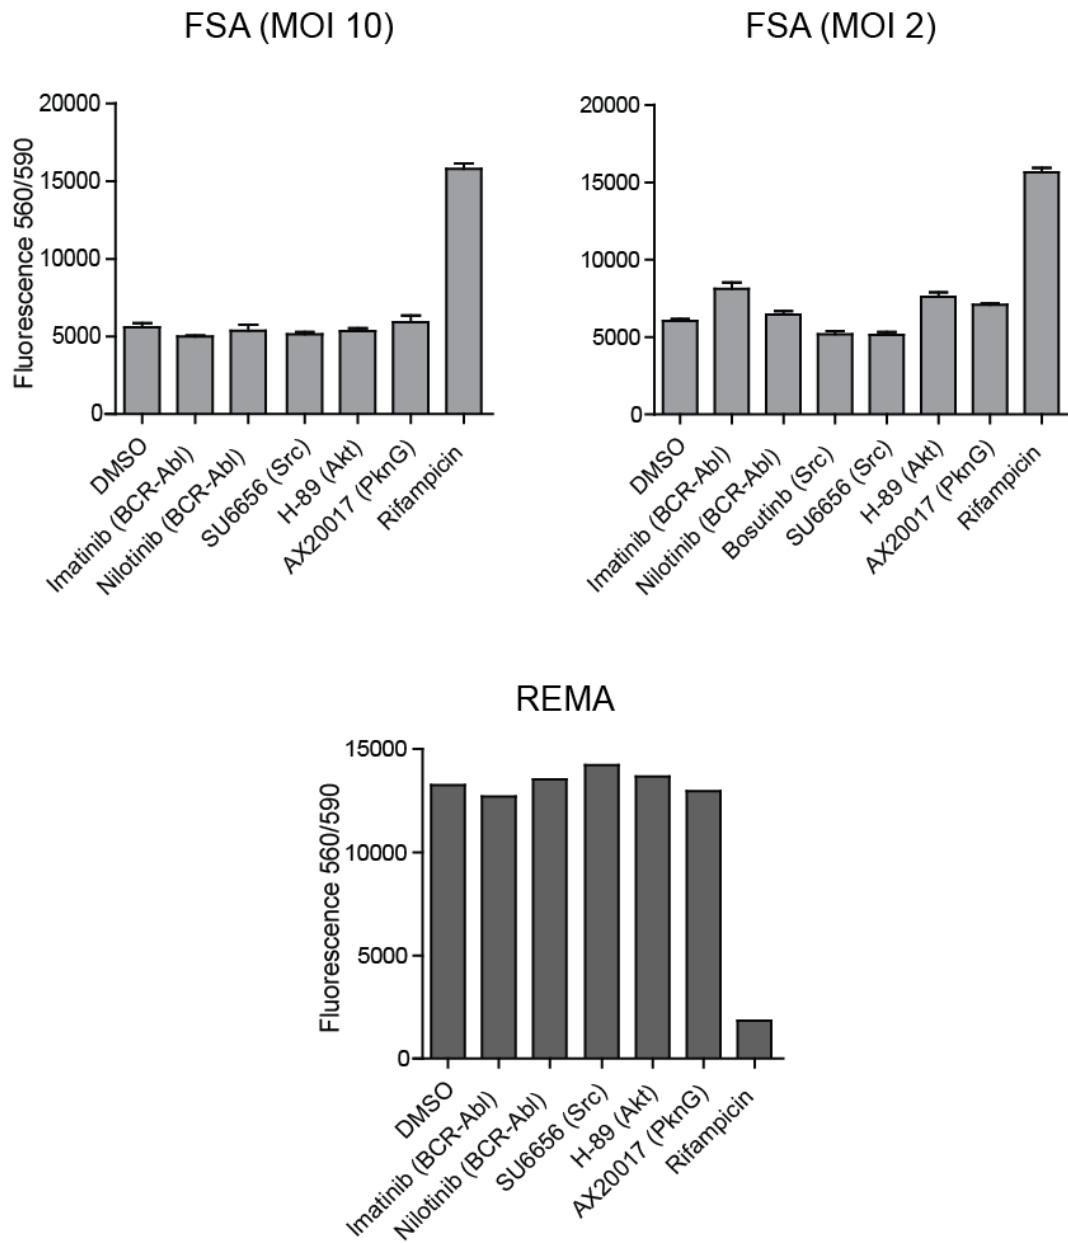 FSA (MOI 10)
Fluorescence 560/590
20000
15000
10000
5000
0
DMSO
Imatinib (BCR-Abl)
Nilotinib (BCR-Abl)
SU6656 (Src)
H-89 (Akt)
AX20017 (PknG)
Rifampicin
FSA (MOI 2)
20000
15000
10000
5000
0
DMSO
Imatinib (BCR-Abl)
Nilotinib (BCR-Abl)
Bosutinib (Src)
SU6656 (Src)
H-89 (Akt)
AX20017 (PknG)
Rifampicin
REMA
Fluorescence 560/590
15000
10000
5000
0
DMSO
Imatinib (BCR-Abl)
Nilotinib (BCR-Abl)
SU6656 (Src)
H-89 (Akt)
AX20017 (PknG)
Rifampicin